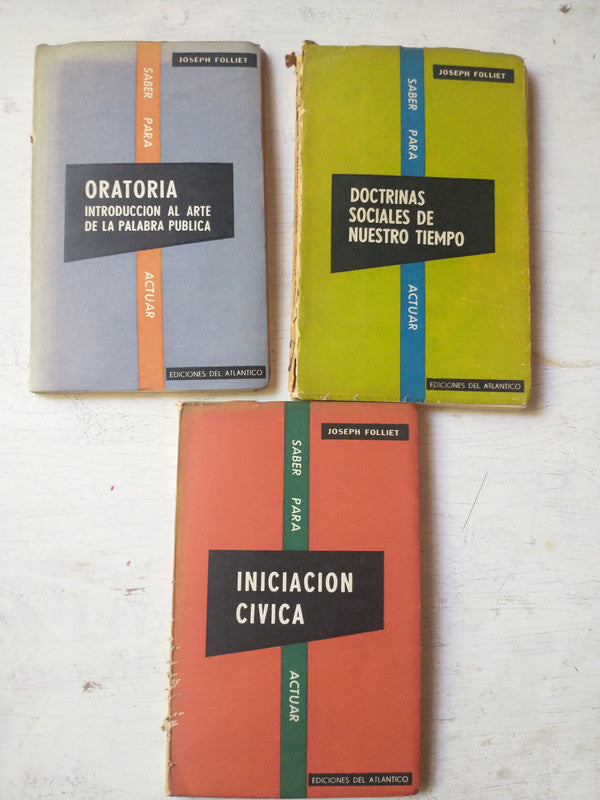 JOSEPH FOLLIET
SABER PARA
ORATORIA
INTRODUCCION AL ARTE
DE LA PALABRA PUBLICA
ACTUAR
EDICIONES DEL ATLANTICO
JOSEPH FOLLIET
SABER PARA
DOCTRINAS
SOCIALES DE
NUESTRO TIEMPO
ACTUAR
EDICIONES DEL ATLANTICO
JOSEPH FOLLIET
SABER PARA
INICIACION
CIVICA
ACTUAR
EDICIONES DEL ATLANTICO